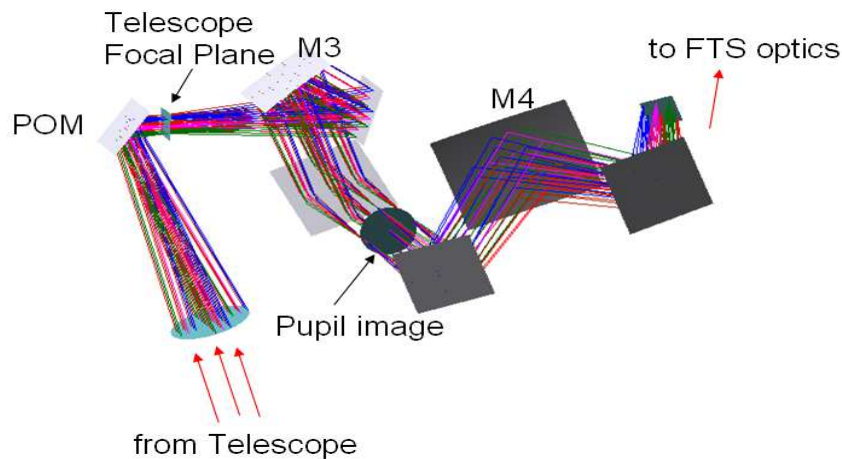 Telescope
Focal Plane
M3
to FTS optics
POM
M4
Pupil image
from Telescope